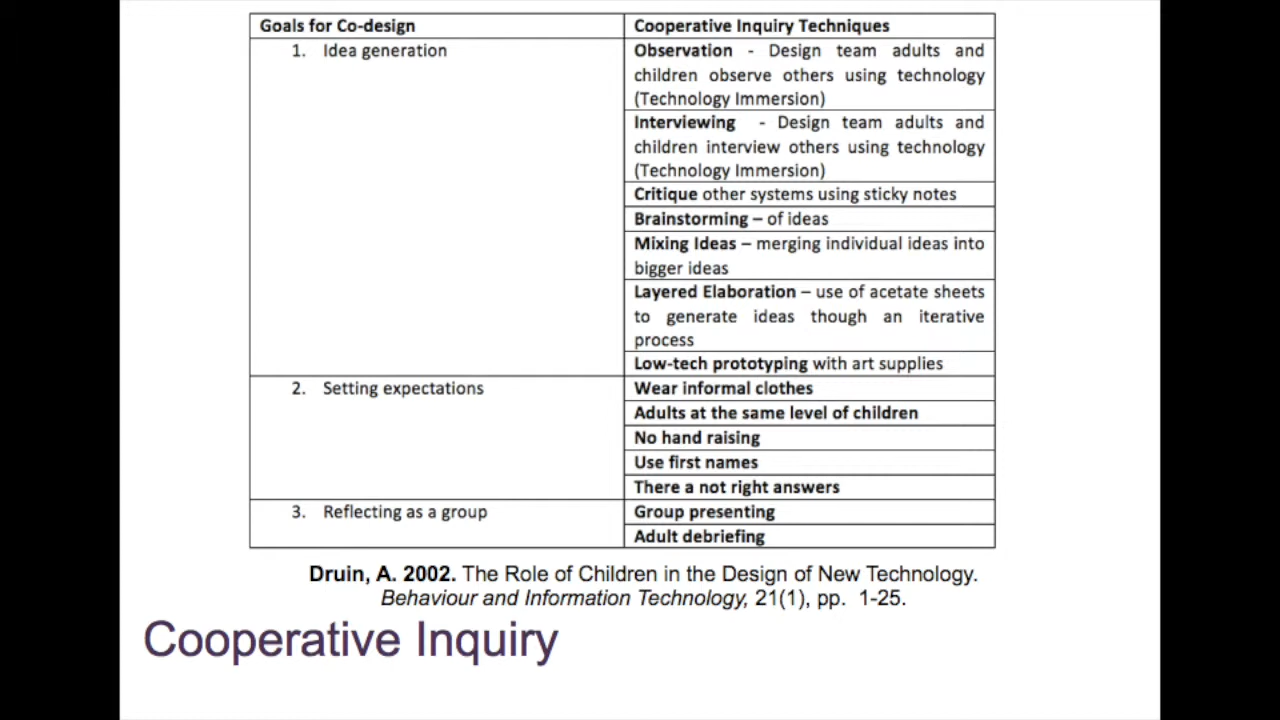 Goals for Co-design
Cooperative Inquiry Techniques
1. Idea generation
Observation - Design team adults and
children observe others using technology
(Technology Immersion)
Interviewing - Design team adults and
children interview others using technology
(Technology Immersion)
Critique other systems using sticky notes
Brainstorming – of ideas
Mixing Ideas – merging individual ideas into
bigger ideas
Layered Elaboration – use of acetate sheets
to generate ideas though an iterative
process
Low-tech prototyping with art supplies
2. Setting expectations
Wear informal clothes
Adults at the same level of children
No hand raising
Use first names
There a not right answers
3. Reflecting as a group
Group presenting
Adult debriefing
Druin, A. 2002. The Role of Children in the Design of New Technology.
Behaviour and Information Technology, 21(1), pp. 1-25.
Cooperative Inquiry